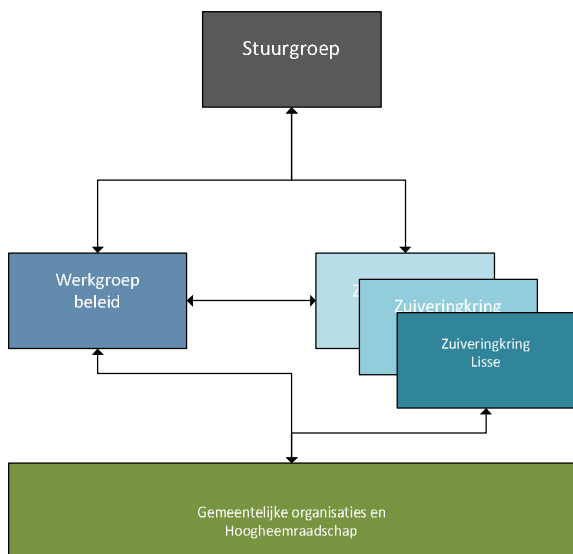 Stuurgroep
Werkgroep
beleid
Zuiveringkring
Zuiveringkring
Lisse
Gemeentelijke organisaties en
Hoogheemraadschap